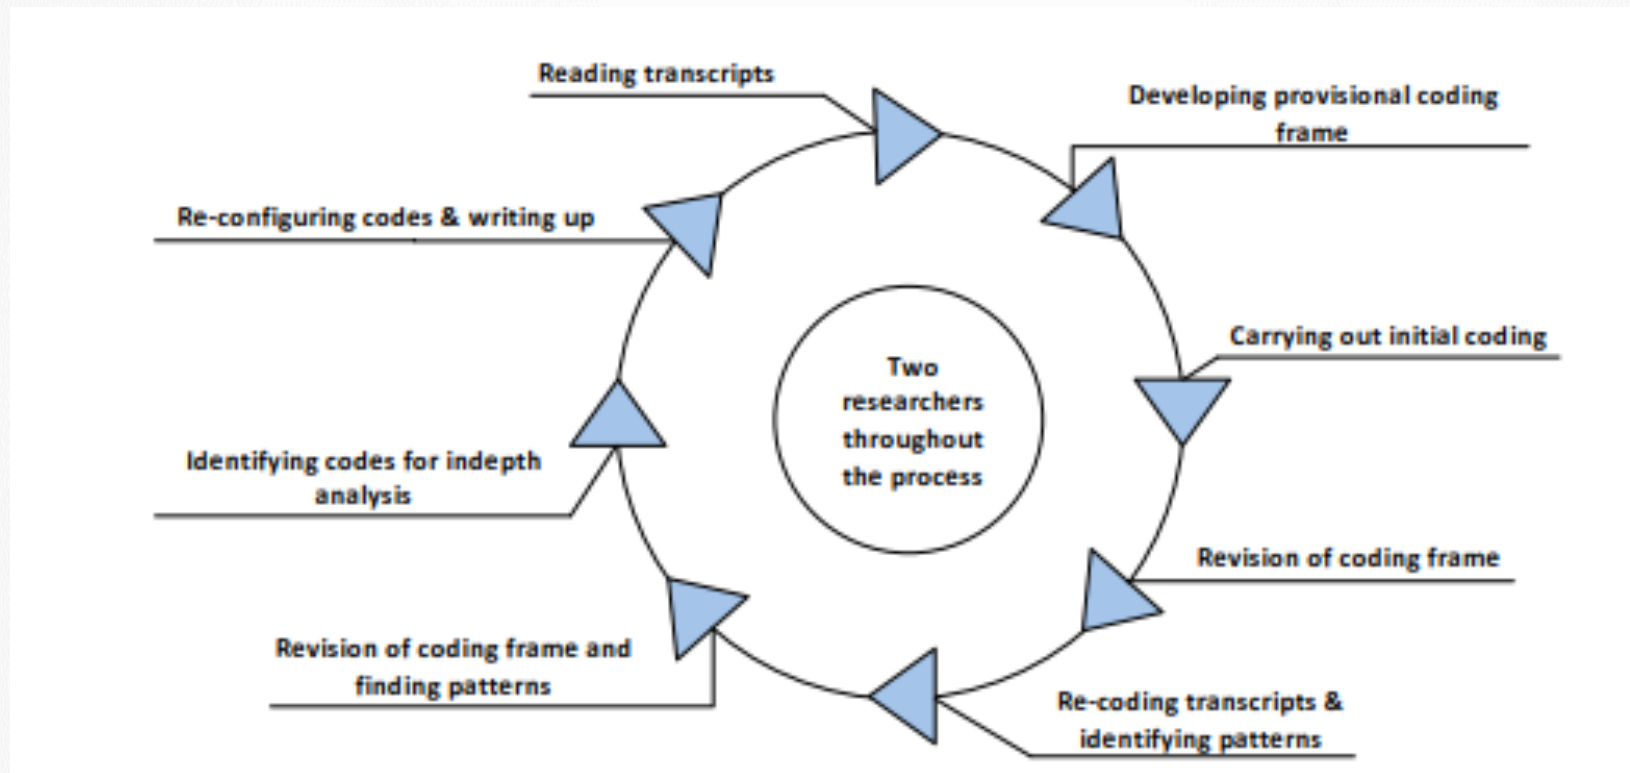 Reading transcripts
Developing provisional coding
frame
Carrying out initial coding
Revision of coding frame
Re-coding transcripts &
identifying patterns
Revision of coding frame and
finding patterns
Identifying codes for indepth
analysis
Re-configuring codes & writing up
Two
researchers
throughout
the process